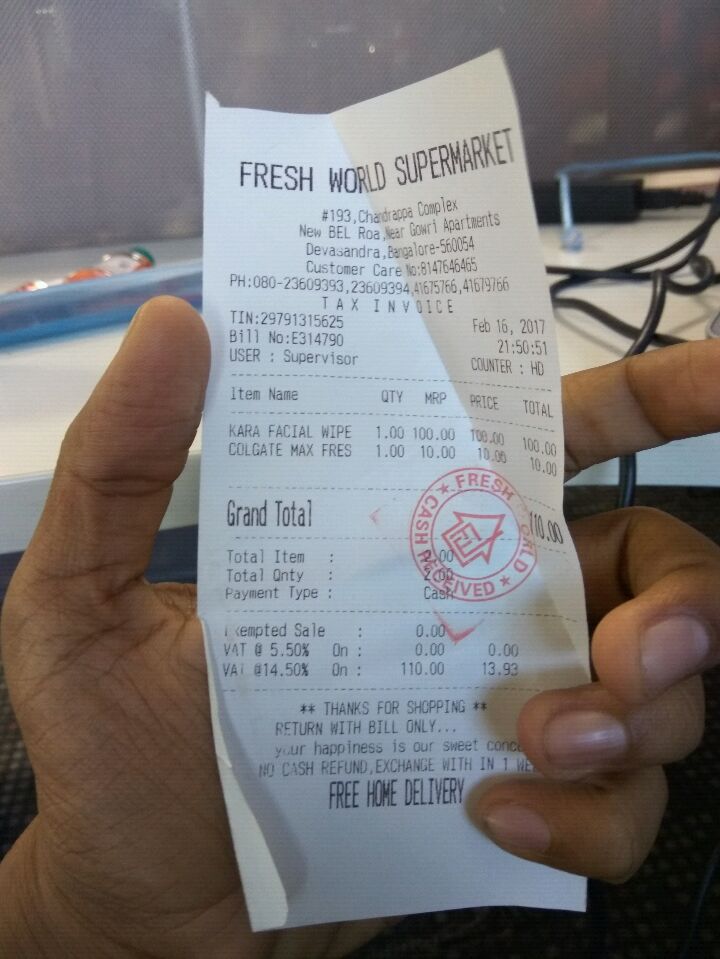 FRESH WORLD SUPERMARKET
#193,Chandrappa Complex
New BEL Roa,Near Gowri Apartments
Devasandra,Bangalore-560054
Customer Care No:8147646465
PH:080-23609393,23609394,41675766,41679766
TAX INVOICE
TIN:29791315625 Feb 16, 2017
Bill No:E314790 21:50:51
USER : Supervisor COUNTER : HD
Item Name QTY MRP PRICE TOTAL
KARA FACIAL WIPE 1.00 100.00 100.00 100.00
COLGATE MAX FRES 1.00 10.00 10.00 10.00
Grand Total 110.00
FRESH WORLD
CASH RECEIVED
Total Item : 2.00
Total Qnty : 2.00
Payment Type : Cash
Exempted Sale : 0.00
VAT @ 5.50% On : 0.00 0.00
VAT @14.50% On : 110.00 13.93
** THANKS FOR SHOPPING **
RETURN WITH BILL ONLY...
your happiness is our sweet conce
NO CASH REFUND,EXCHANGE WITH IN 1 WE
FREE HOME DELIVERY